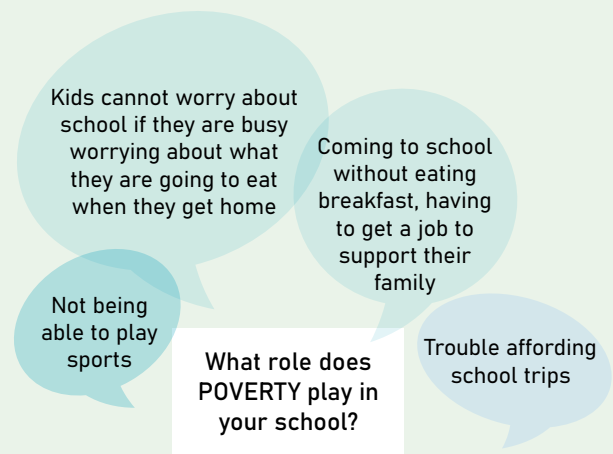 Kids cannot worry about
school if they are busy
worrying about what
they are going to eat
when they get home
Coming to school
without eating
breakfast, having
to get a job to
support their
family
Not being
able to play
sports
What role does
POVERTY play in
your school?
Trouble affording
school trips